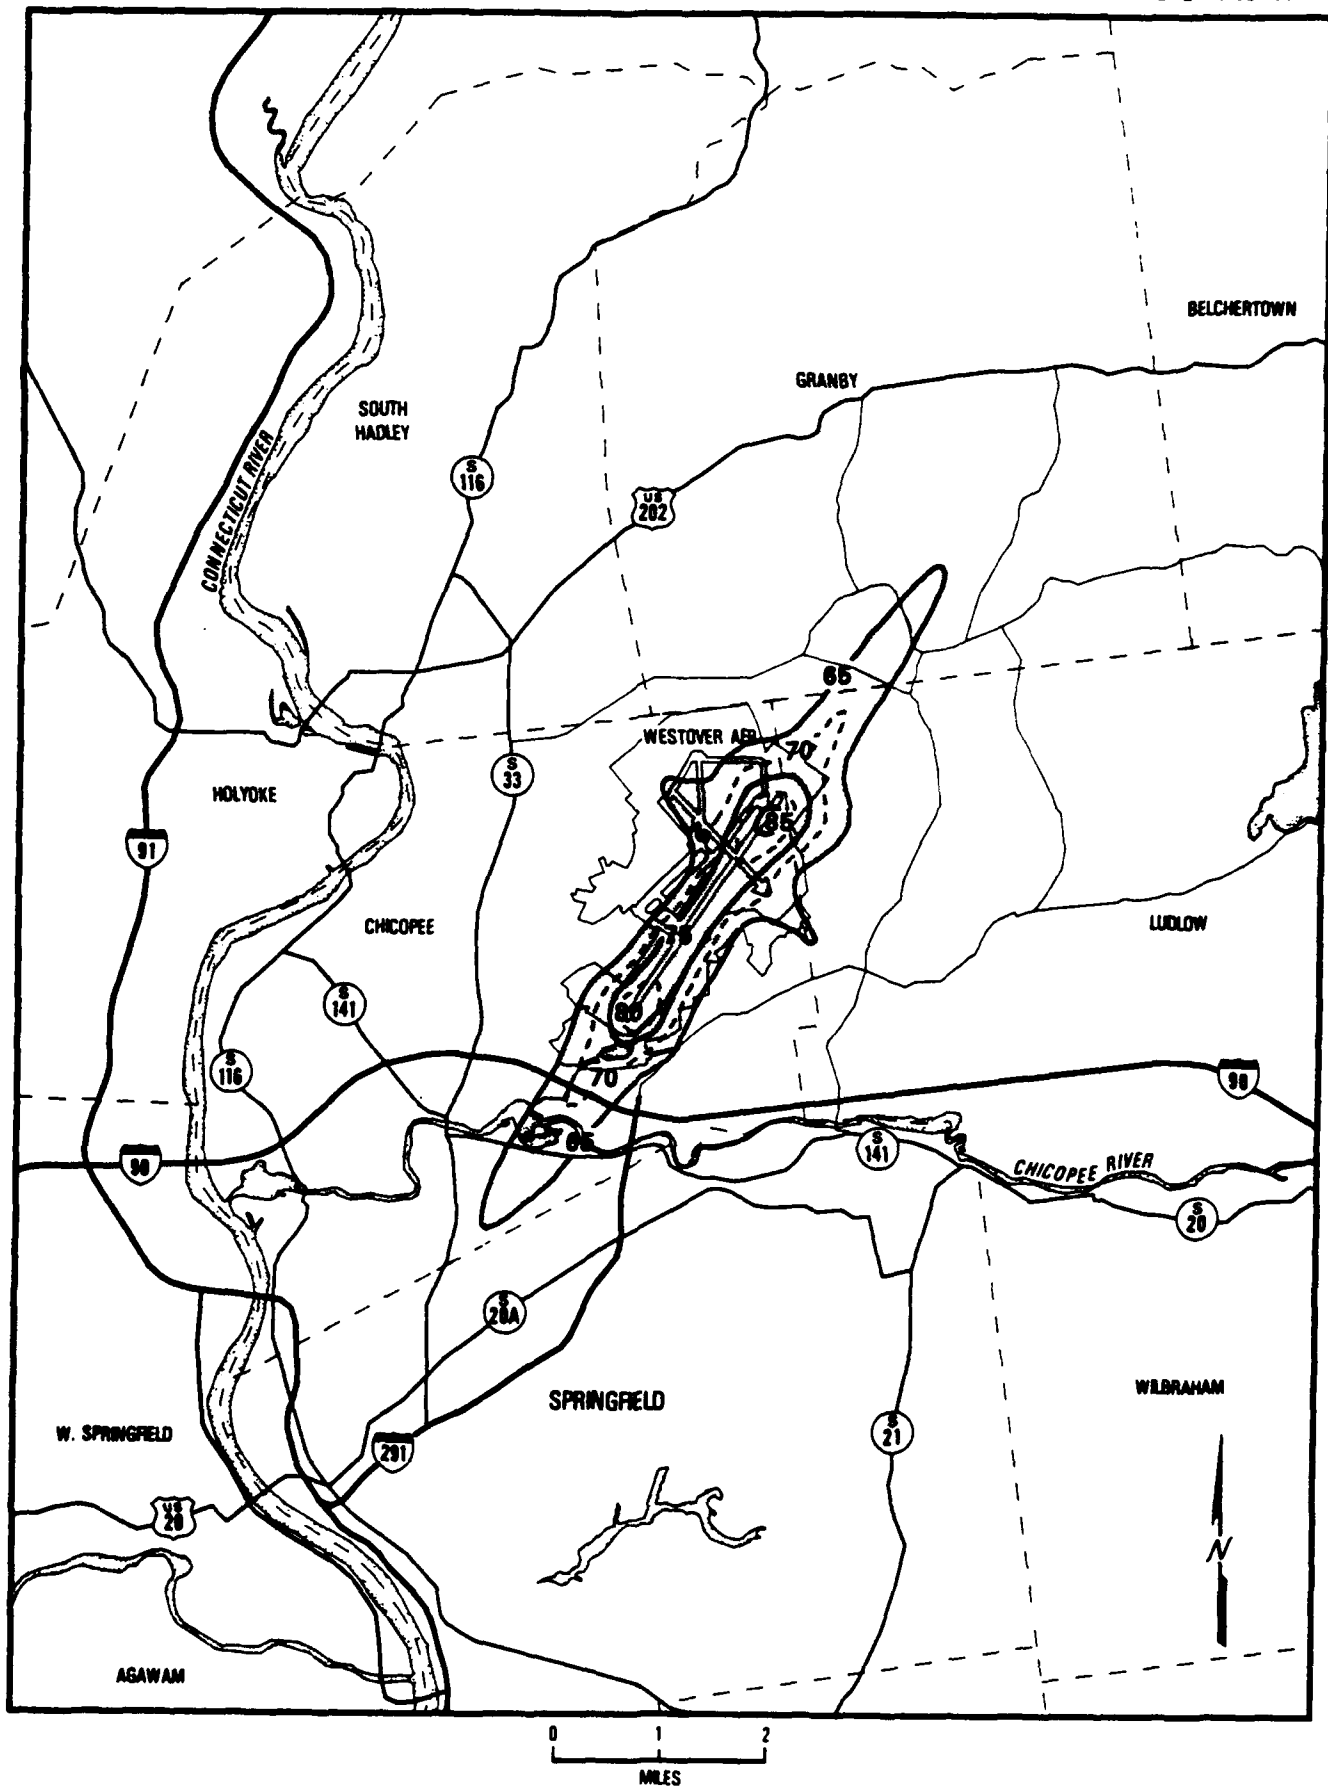 BELCHERTOWN
GRANBY
SOUTH
HADLEY
S
116
US
202
CONNECTICUT RIVER
65
WESTOVER AFB
70
S
33
HOLYOKE
85
91
CHICOPEE
LUDLOW
75
S
141
80
S
116
70
90
65
S
141
90
CHICOPEE RIVER
S
20
S
20A
SPRINGFIELD
WILBRAHAM
W. SPRINGFIELD
S
21
291
US
20
N
AGAWAM
0 1 2
MILES